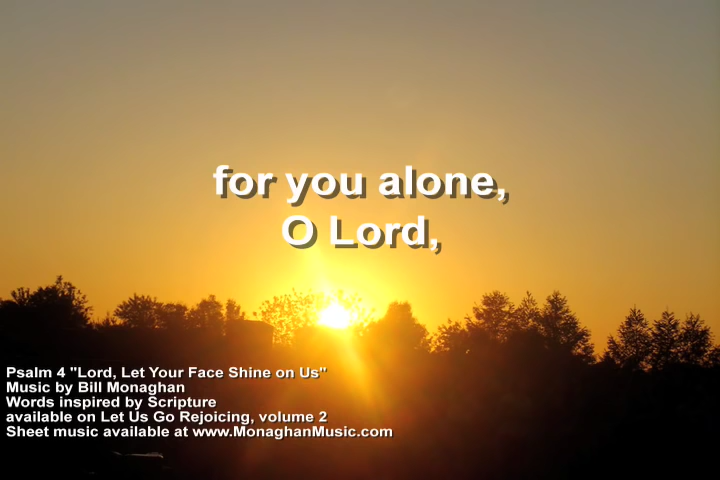 for you alone,
O Lord,
Psalm 4 "Lord, Let Your Face Shine on Us"
Music by Bill Monaghan
Words inspired by Scripture
available on Let Us Go Rejoicing, volume 2
Sheet music available at www.MonaghanMusic.com